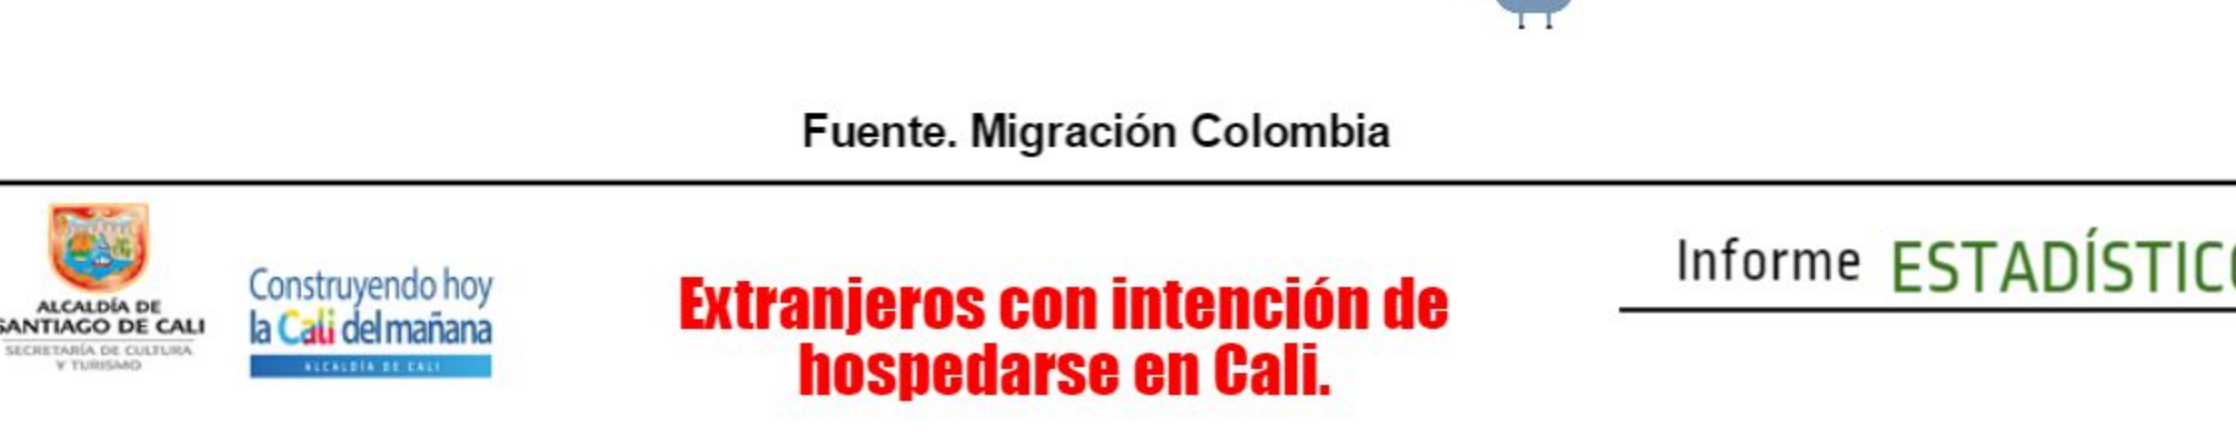 Fuente. Migración Colombia
ALCALDÍA DE
SANTIAGO DE CALI
SECRETARÍA DE CULTURA
Y TURISMO
Construyendo hoy
la Cali del mañana
ALCALDÍA DE CALI
Extranjeros con intención de
hospedarse en Cali.
Informe ESTADÍSTICO